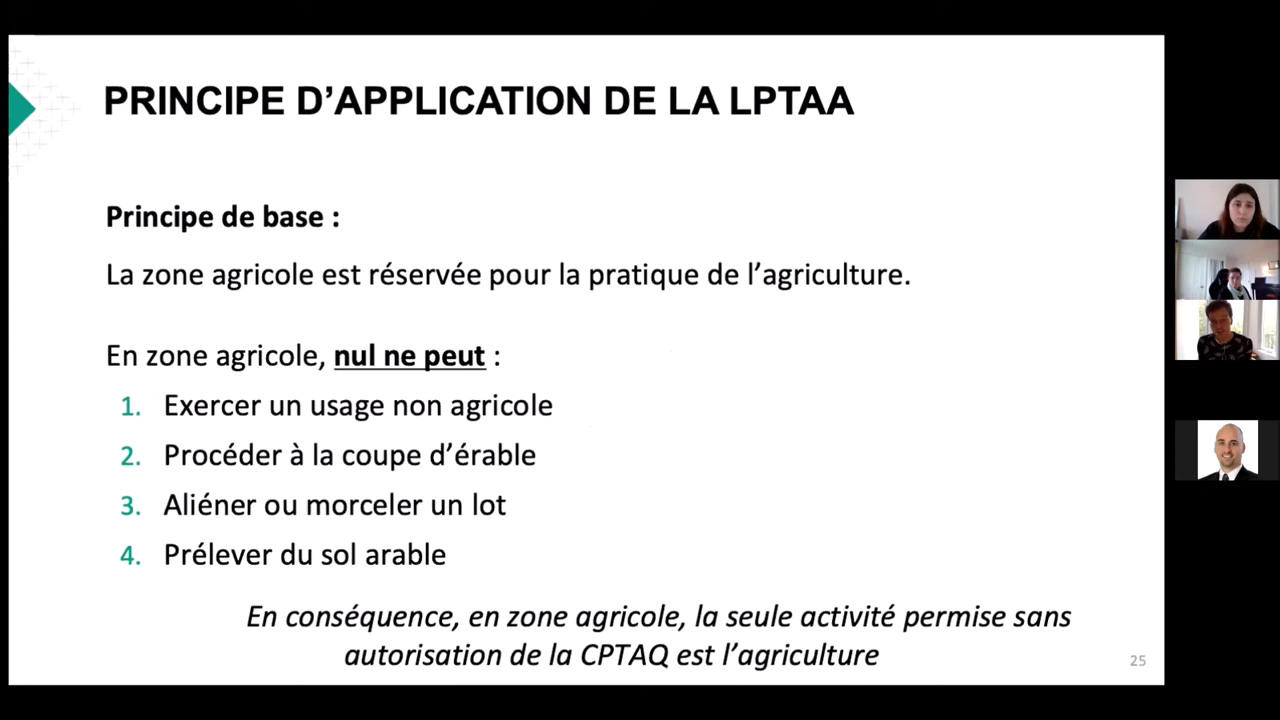 PRINCIPE D’APPLICATION DE LA LPTAA
Principe de base :
La zone agricole est réservée pour la pratique de l’agriculture.
En zone agricole, nul ne peut :
1. Exercer un usage non agricole
2. Procéder à la coupe d’érable
3. Aliéner ou morceler un lot
4. Prélever du sol arable
En conséquence, en zone agricole, la seule activité permise sans
autorisation de la CPTAQ est l’agriculture
25